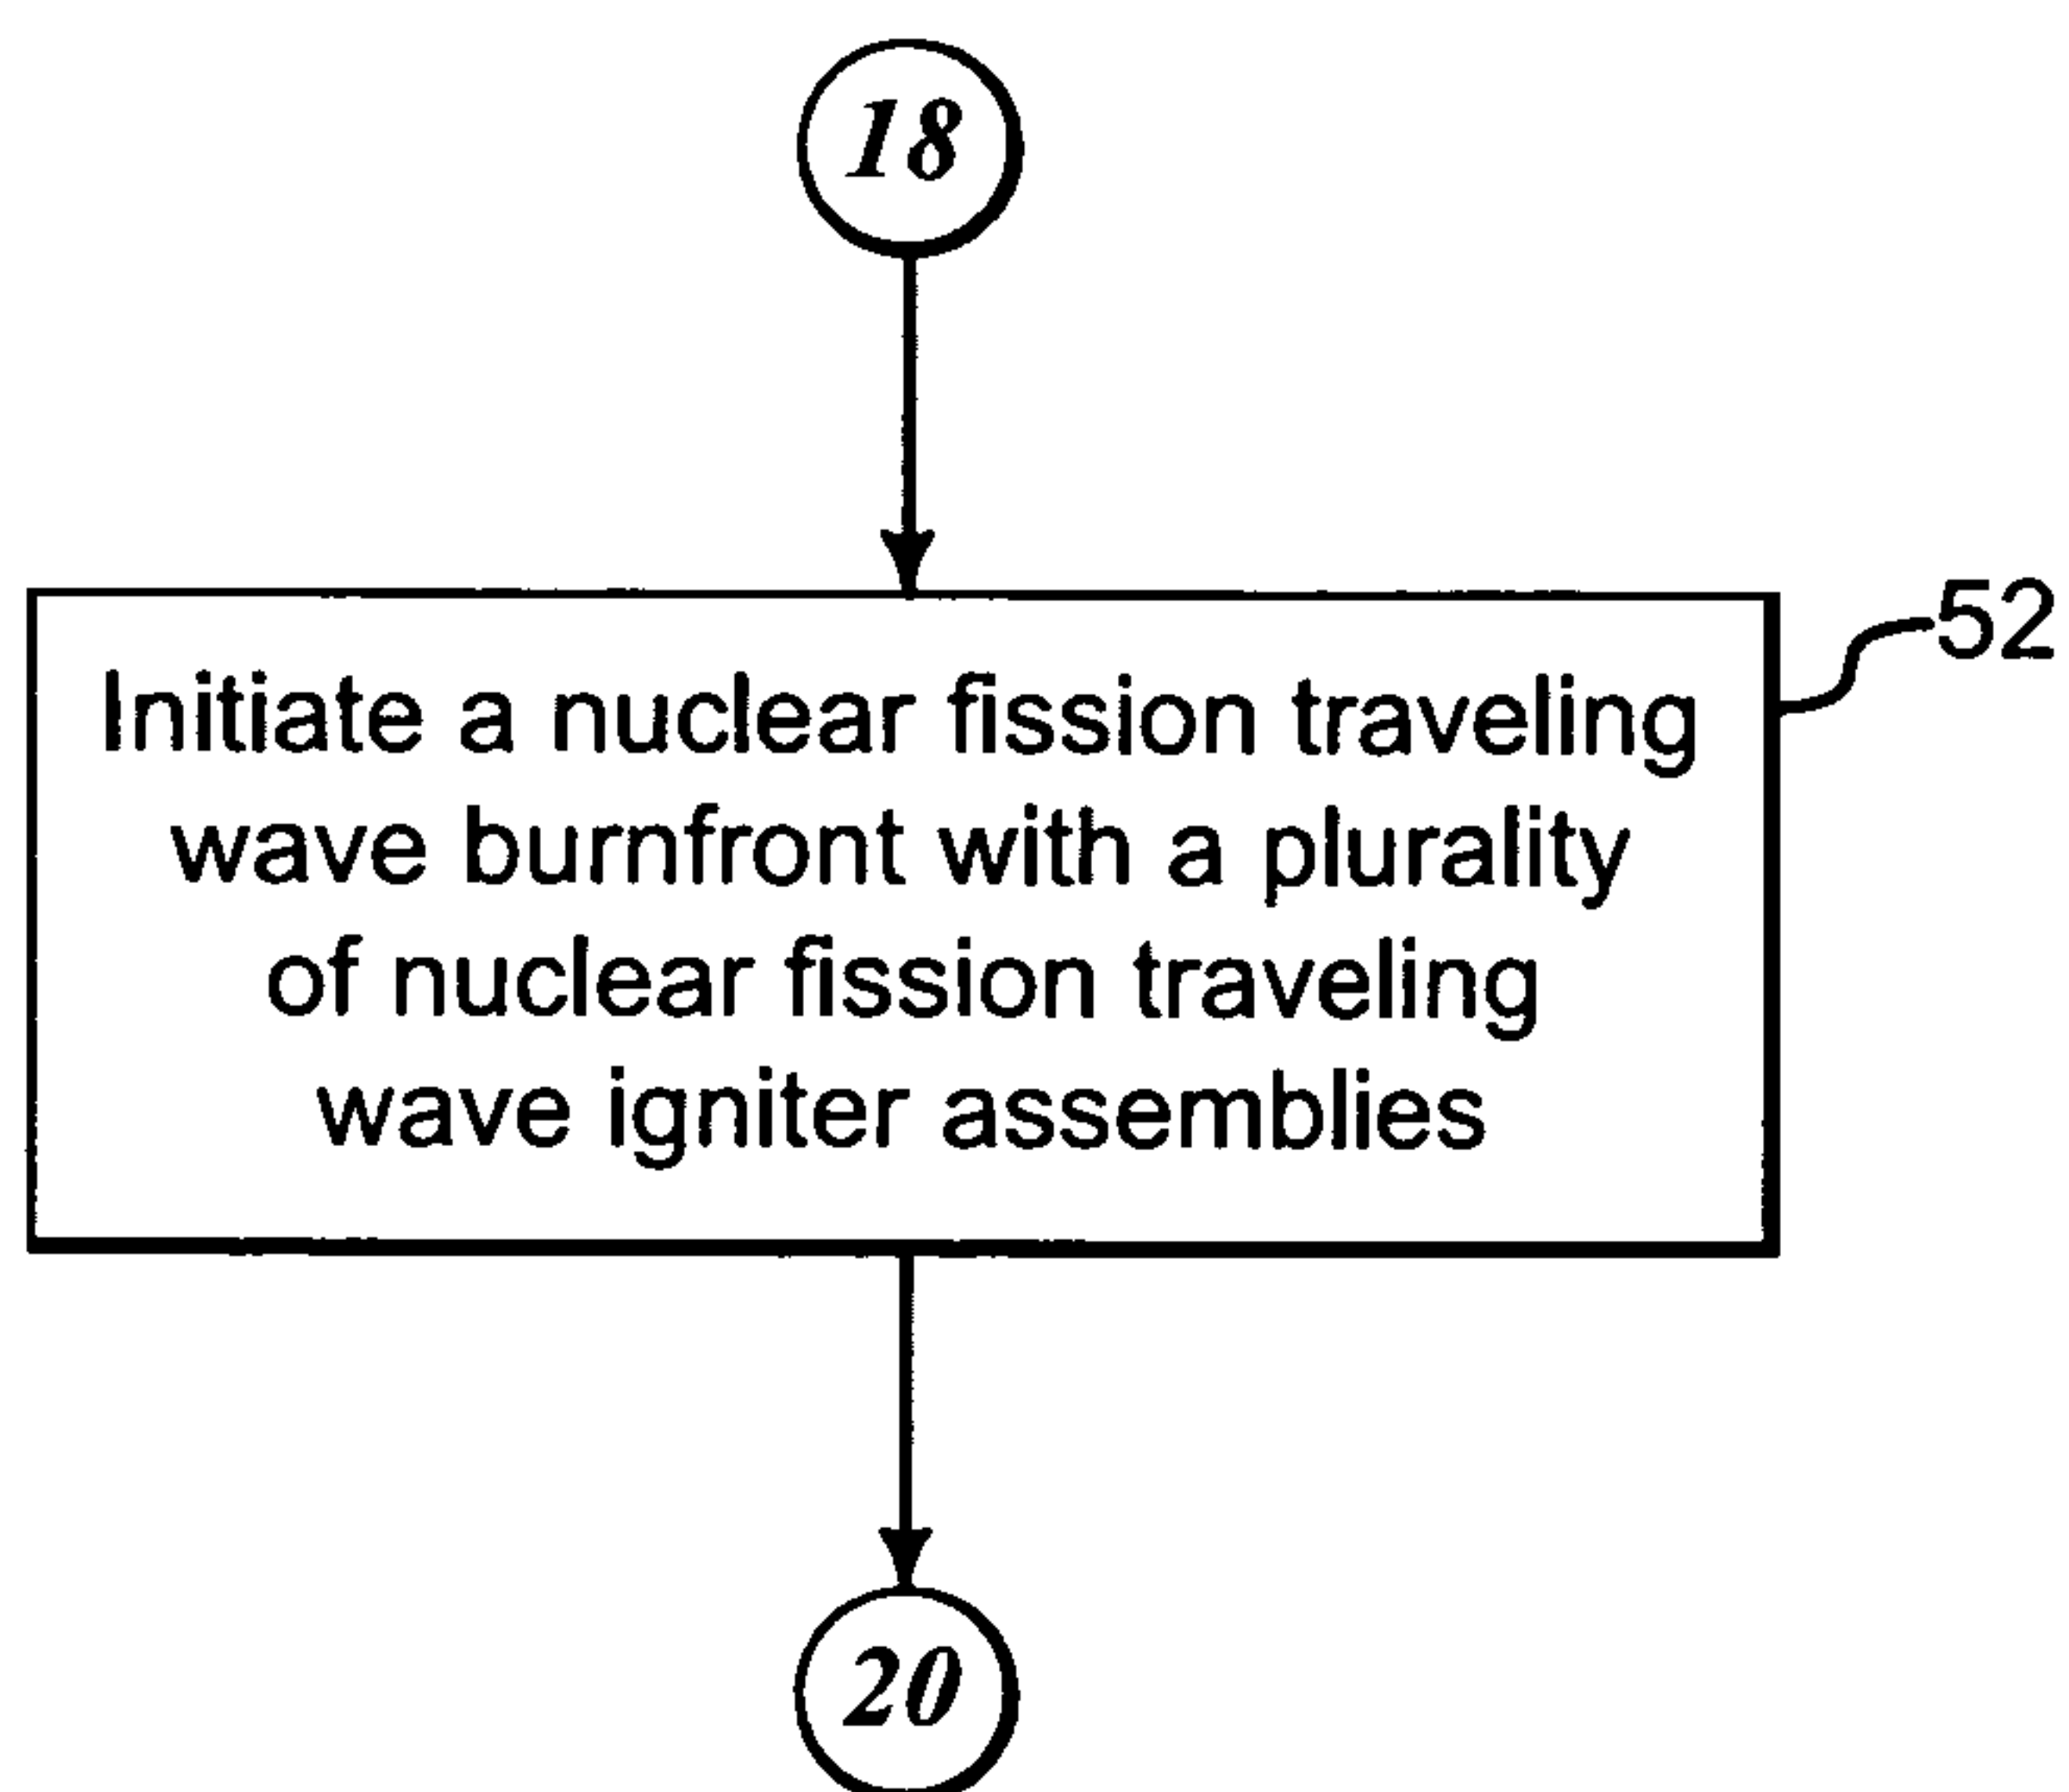 18
52
Initiate a nuclear fission traveling
wave burnfront with a plurality
of nuclear fission traveling
wave igniter assemblies
20